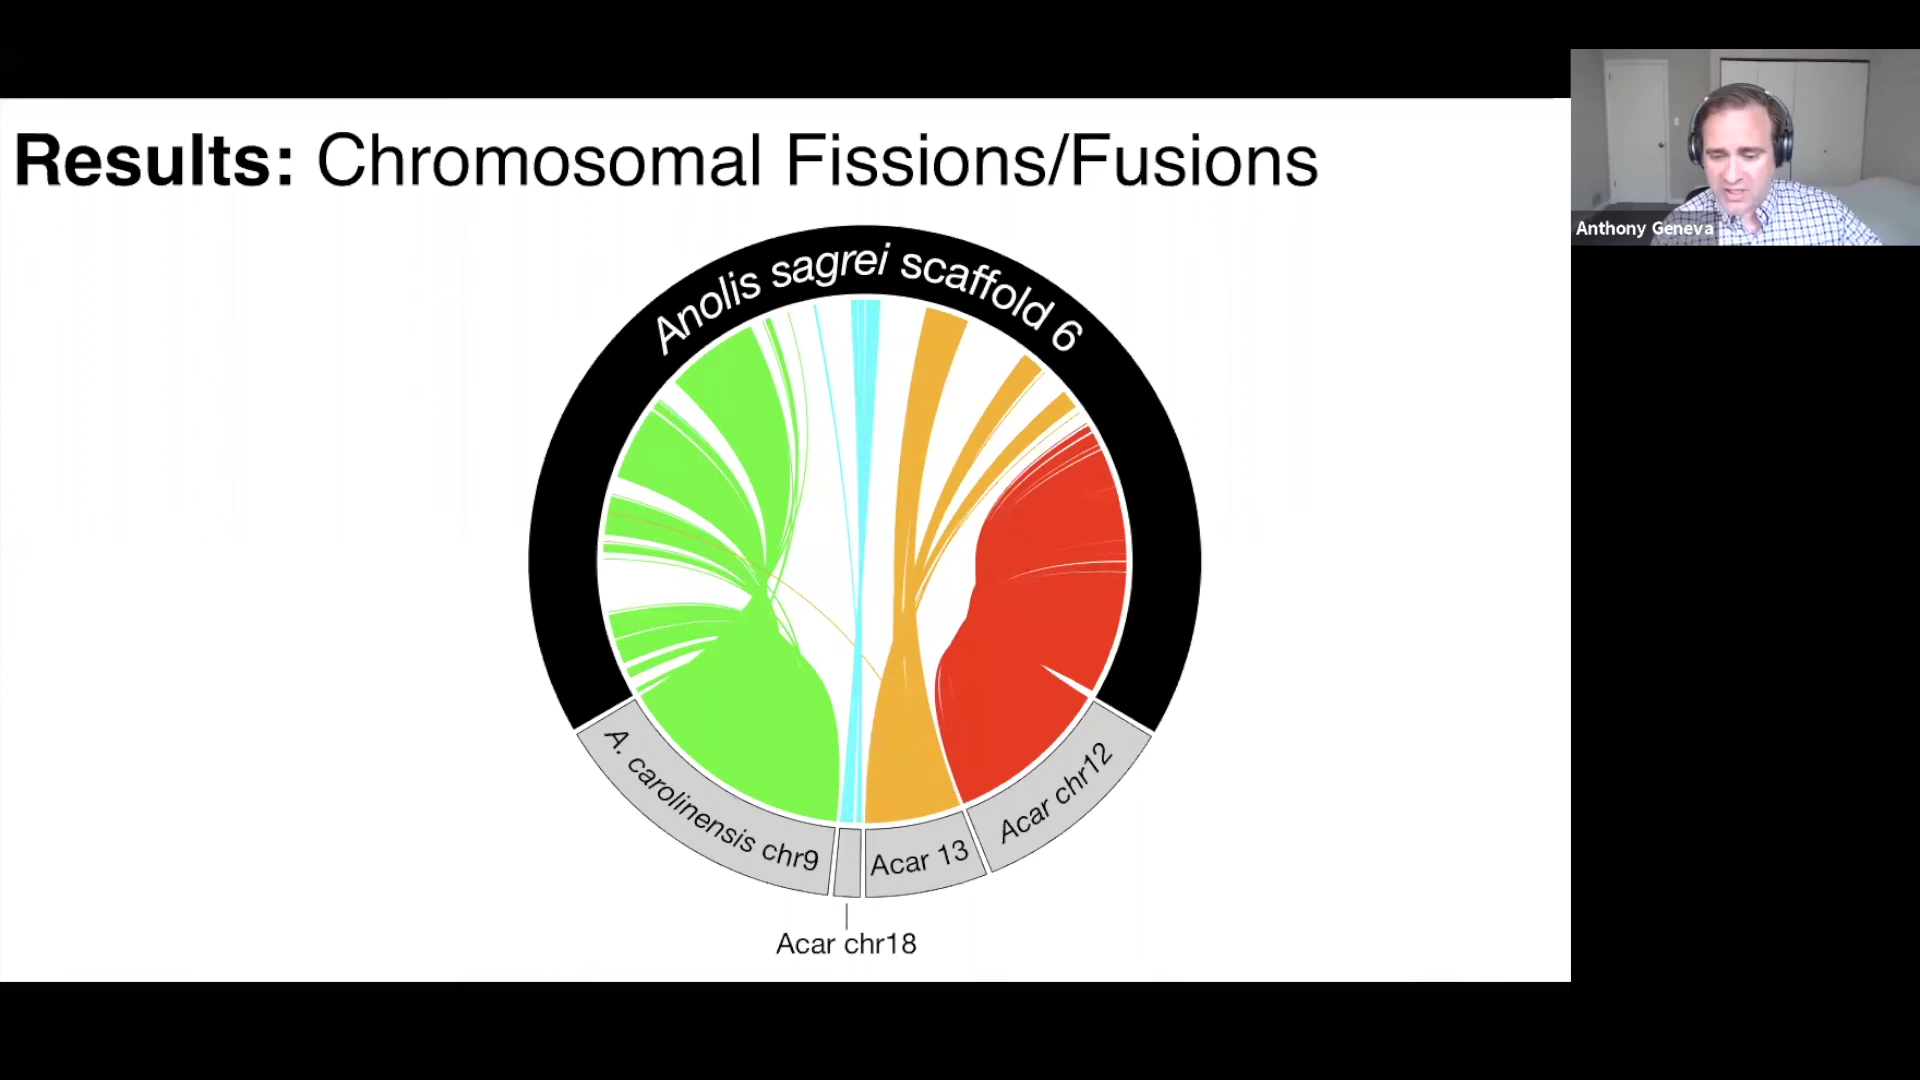 Results: Chromosomal Fissions/Fusions
Anthony Geneva
Anolis sagrei scaffold 6
A. carolinensis chr9
Acar 13
Acar chr12
Acar chr18